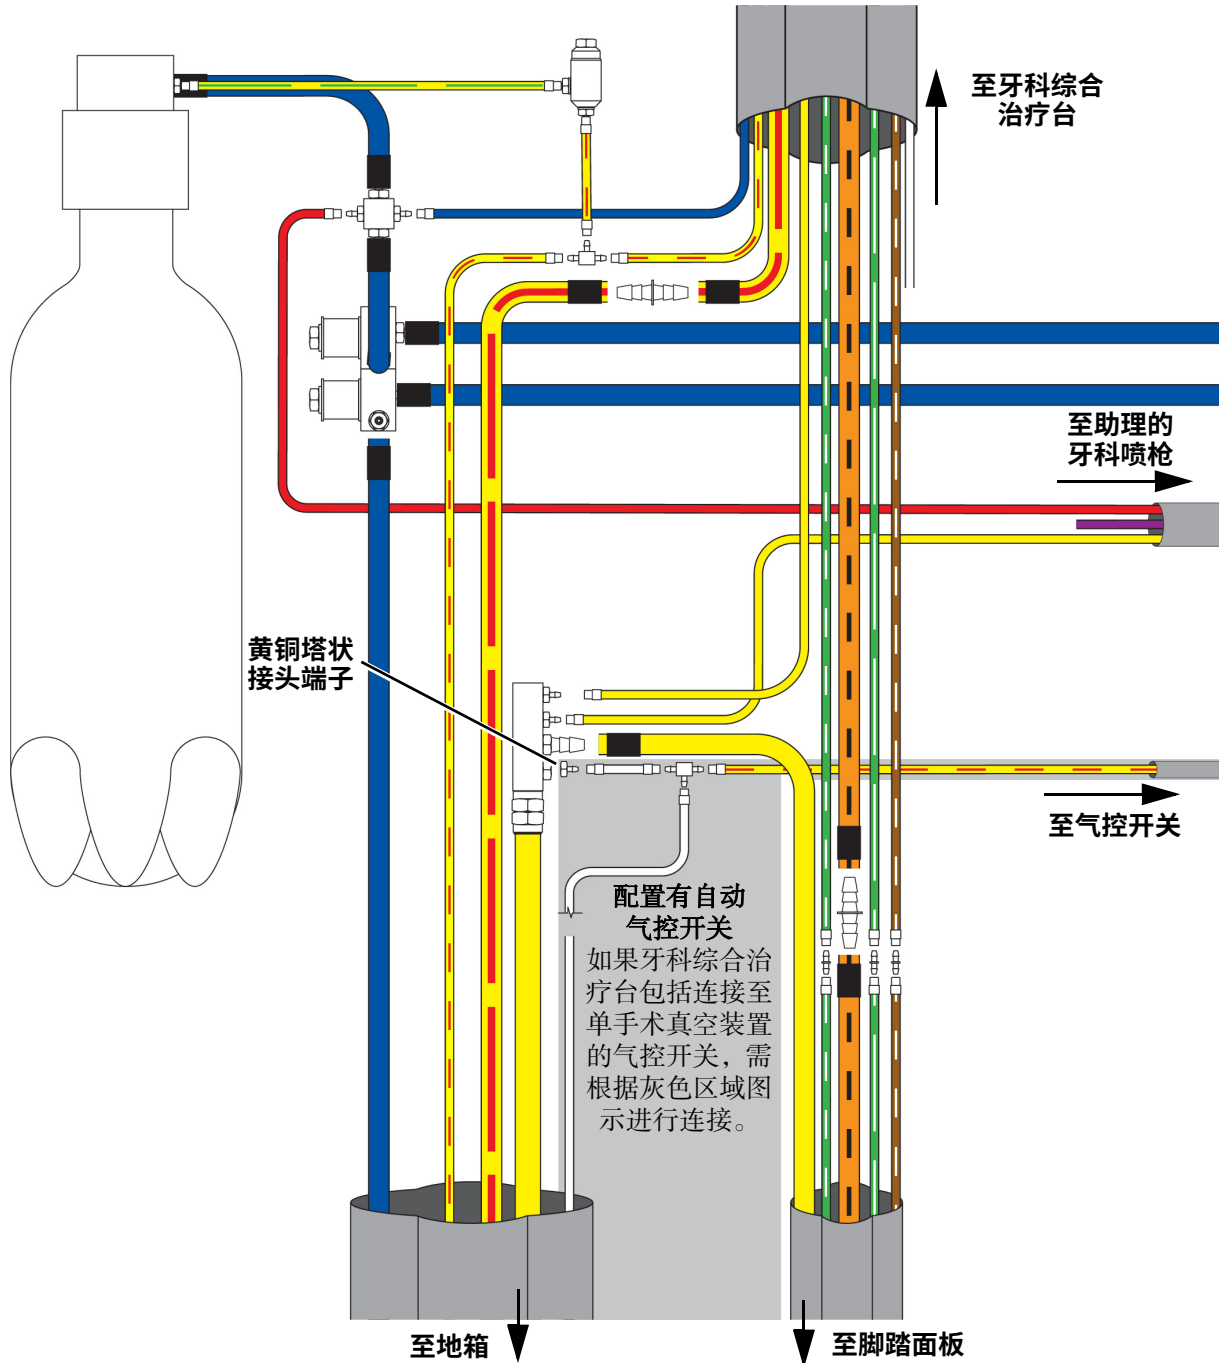 至牙科综合
治疗台
至助理的
牙科喷枪
黄铜塔状
接头端子
至气控开关
配置有自动
气控开关
如果牙科综合治
疗台包括连接至
单手术真空装置
的气控开关，需
根据灰色区域图
示进行连接。
至地箱
至脚踏面板